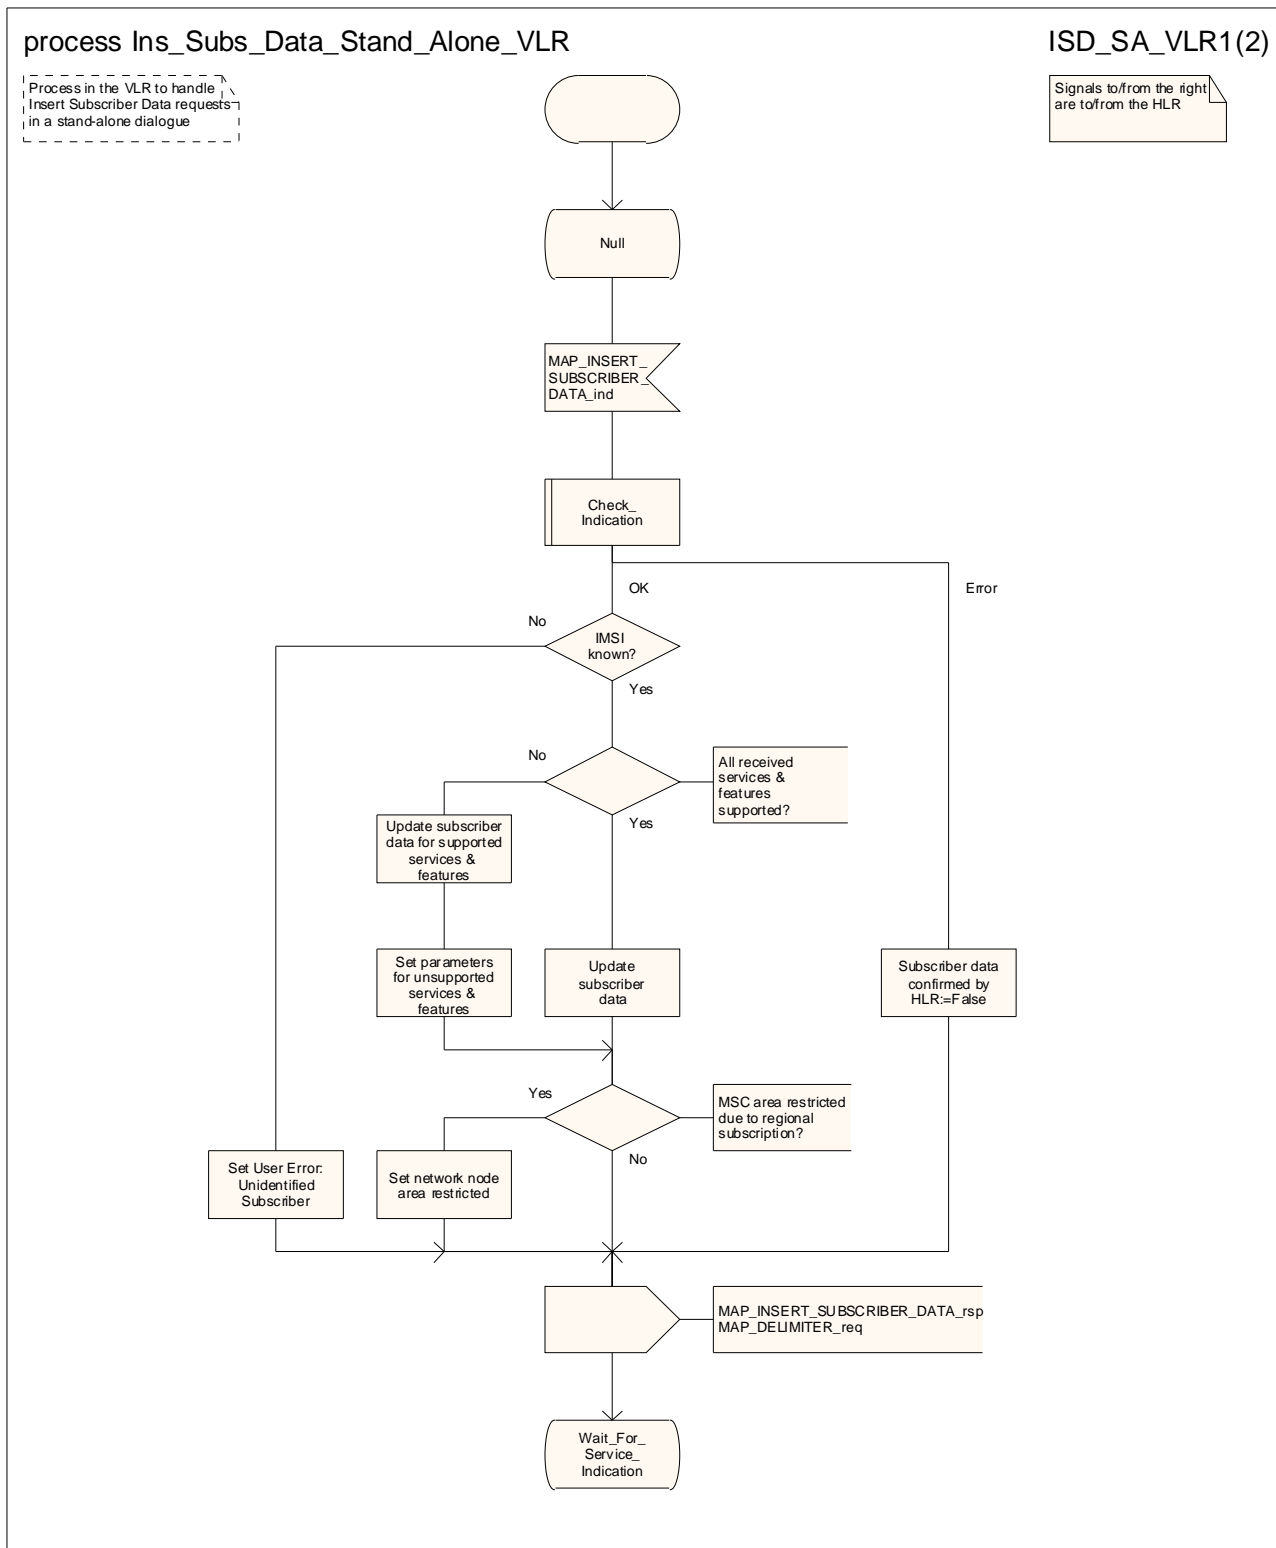 process Ins_Subs_Data_Stand_Alone_VLR
ISD_SA_VLR1(2)
Process in the VLR to handle
Insert Subscriber Data requests
in a stand-alone dialogue
Signals to/from the right
are to/from the HLR
Null
MAP_INSERT_
SUBSCRIBER_
DATA_ind
Check_
Indication
OK
Error
No
IMSI
known?
Yes
No
All received
services &
features
supported?
Yes
Update subscriber
data for supported
services &
features
Set parameters
for unsupported
services &
features
Update
subscriber
data
Subscriber data
confirmed by
HLR:=False
Yes
MSC area restricted
due to regional
subscription?
No
Set User Error:
Unidentified
Subscriber
Set network node
area restricted
MAP_INSERT_SUBSCRIBER_DATA_rsp
MAP_DELIMITER_req
Wait_For_
Service_
Indication